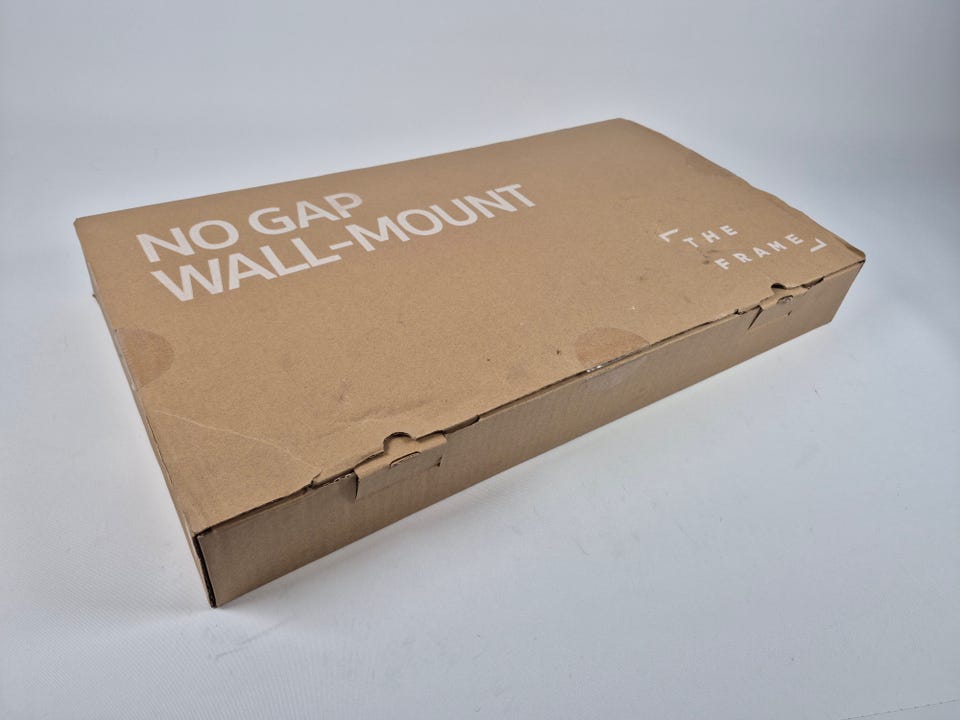 NO GAP
WALL-MOUNT
THE
FRAME